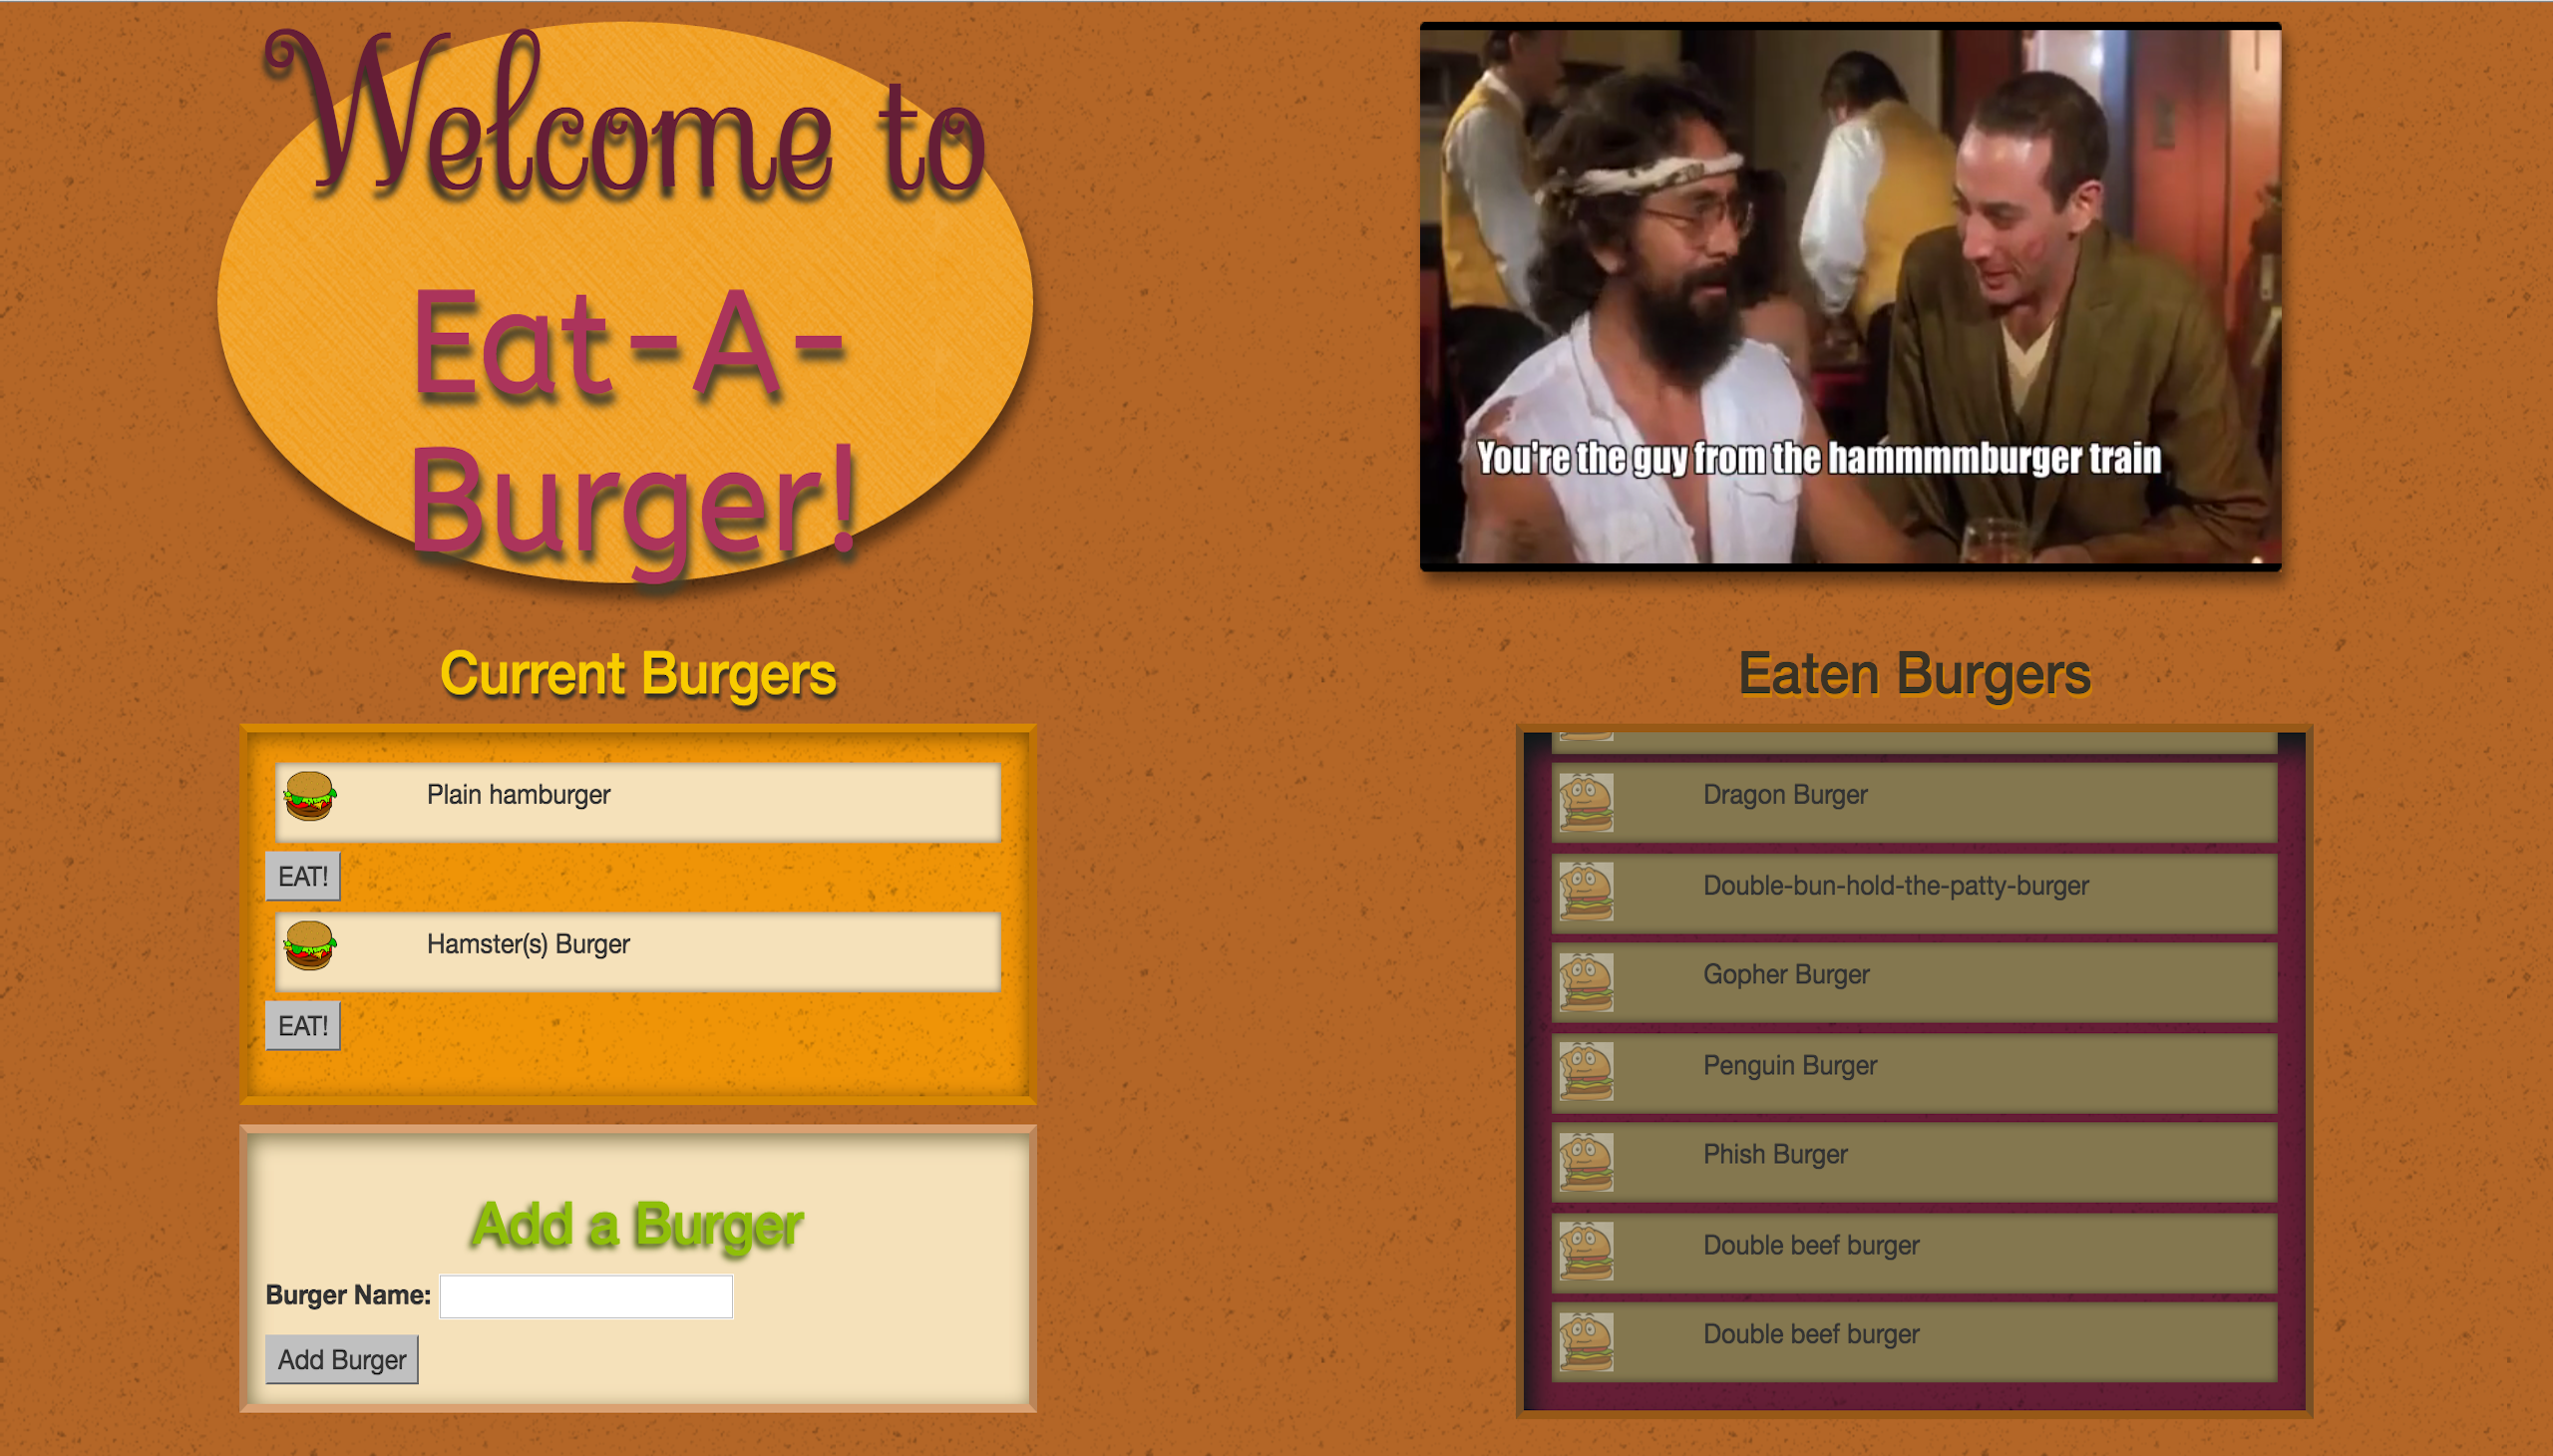 Welcome to
Eat-A-
Burger!
You're the guy from the hammmmburger train
Current Burgers
Plain hamburger
EAT!
Hamster(s) Burger
EAT!
Add a Burger
Burger Name:
Add Burger
Eaten Burgers
Dragon Burger
Double-bun-hold-the-patty-burger
Gopher Burger
Penguin Burger
Phish Burger
Double beef burger
Double beef burger